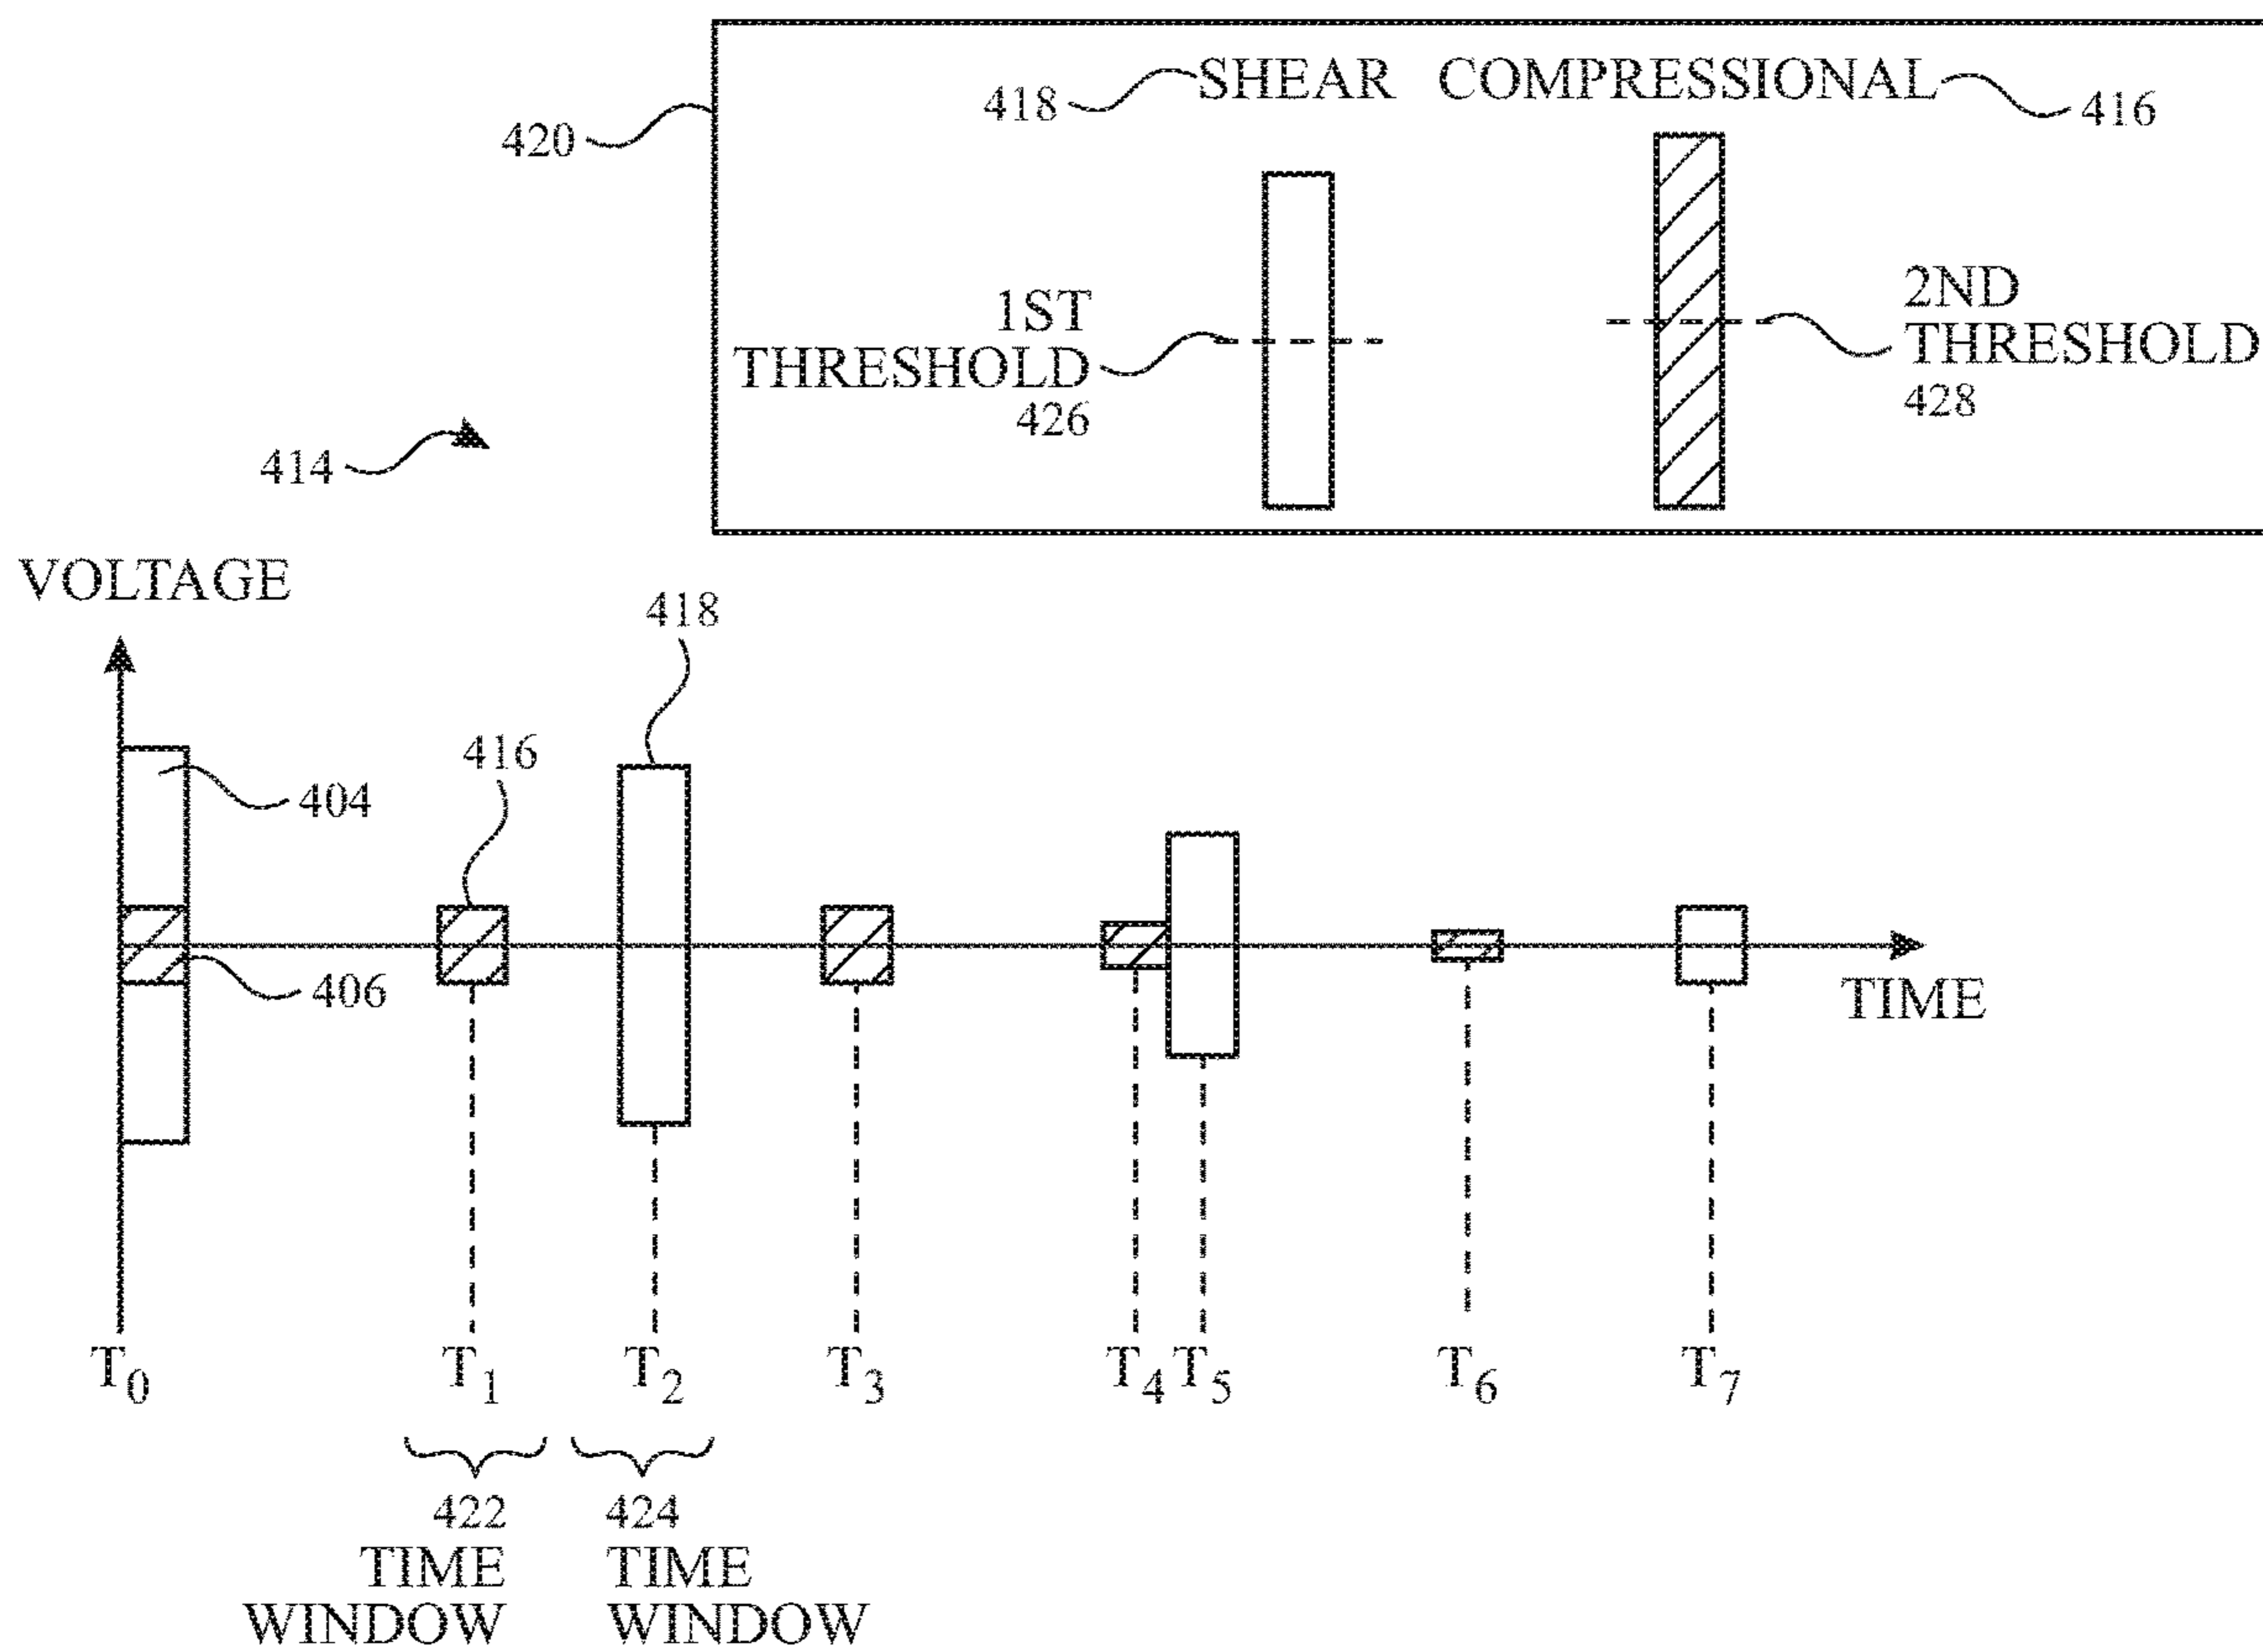 418 SHEAR COMPRESSIONAL 416
420
1ST
THRESHOLD
426
2ND
THRESHOLD
428
414
VOLTAGE
418
416
404
406
TIME
T0 T1 T2 T3 T4 T5 T6 T7
422
TIME
WINDOW
424
TIME
WINDOW